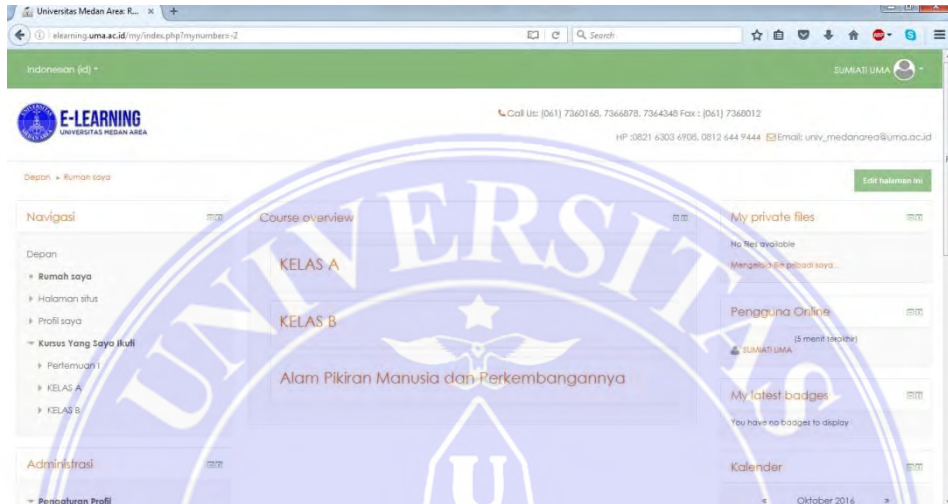 Universitas Medan Area: R...
elearning.uma.ac.id/my/index.php?mynumbers=-2
Search
Indonesian (id)
SUMIATI UMA
E-LEARNING
UNIVERSITAS MEDAN AREA
Call Us: (061) 7360168, 7366878, 7364348 Fax : (061) 7368012
HP :0821 6303 6908, 0812 644 9444 Email: univ_medanarea@uma.ac.id
Depan ▸ Rumah saya
Edit halaman ini
Navigasi
Depan
Rumah saya
Halaman situs
Profil saya
Kursus Yang Saya Ikuti
Pertemuan I
KELAS A
KELAS B
Administrasi
Pengaturan Profil
Course overview
KELAS A
KELAS B
Alam Pikiran Manusia dan Perkembangannya
My private files
No files available
Mengelola file pribadi saya...
Pengguna Online
(5 menit terakhir)
SUMIATI UMA
My latest badges
You have no badges to display
Kalender
Oktober 2016
UNIVERSITAS
U